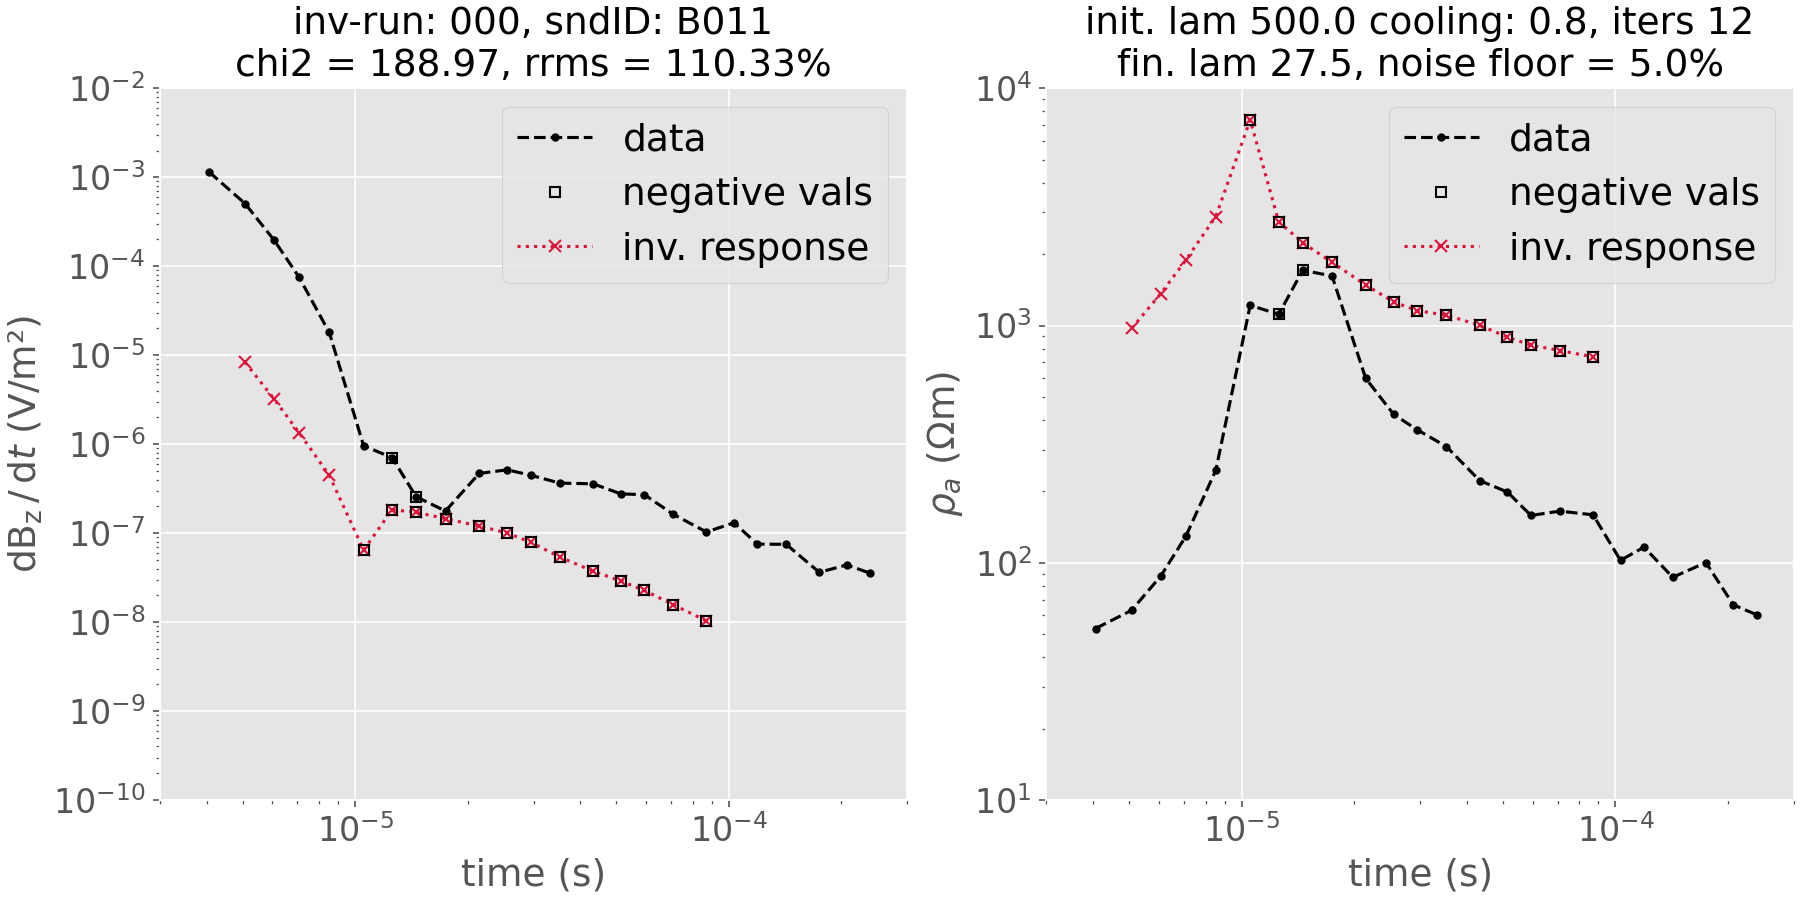 inv-run: 000, sndID: B011
chi2 = 188.97, rrms = 110.33%
10⁻²
10⁻³
10⁻⁴
10⁻⁵
10⁻⁶
10⁻⁷
10⁻⁸
10⁻⁹
10⁻¹⁰
dB_z / dt (V/m²)
data
negative vals
inv. response
10⁻⁵ 10⁻⁴
time (s)
init. lam 500.0 cooling: 0.8, iters 12
fin. lam 27.5, noise floor = 5.0%
10⁴
10³
10²
10¹
ρₐ (Ωm)
data
negative vals
inv. response
10⁻⁵ 10⁻⁴
time (s)